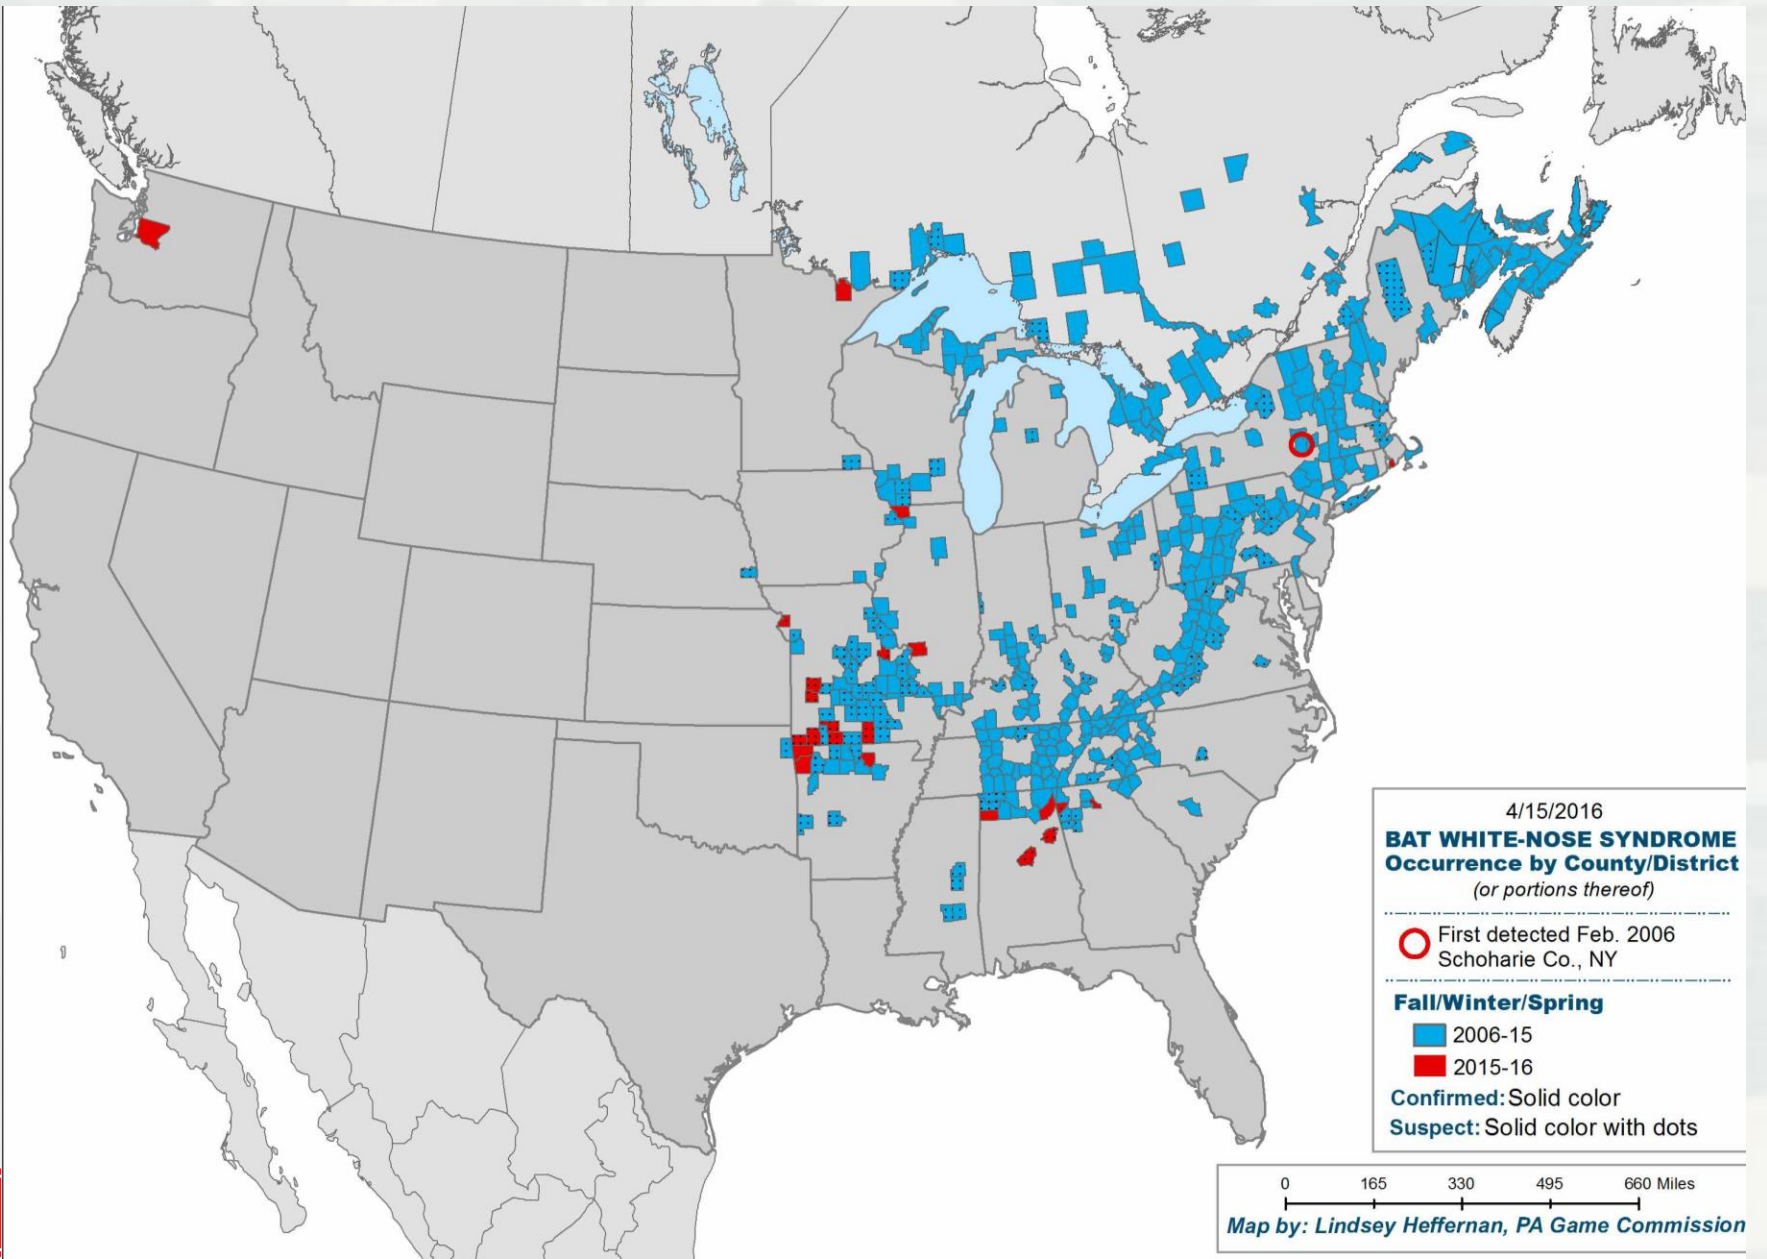 4/15/2016
BAT WHITE-NOSE SYNDROME
Occurrence by County/District
(or portions thereof)
First detected Feb. 2006
Schoharie Co., NY
Fall/Winter/Spring
2006-15
2015-16
Confirmed: Solid color
Suspect: Solid color with dots
0 165 330 495 660 Miles
Map by: Lindsey Heffernan, PA Game Commission